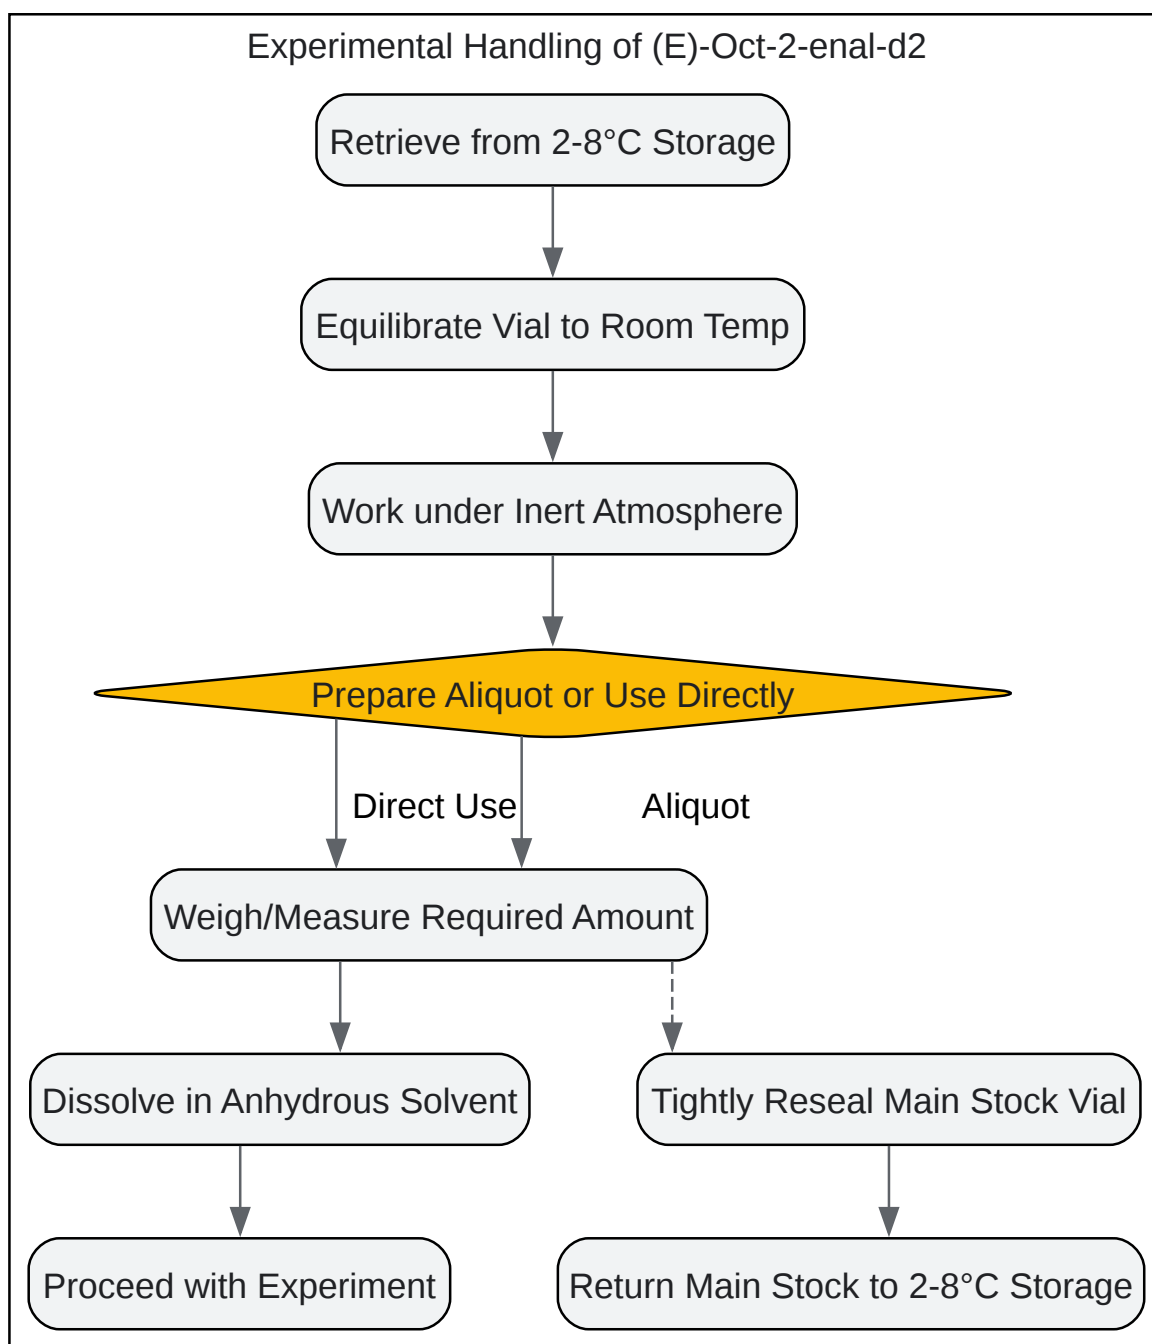 Experimental Handling of (E)-Oct-2-enal-d2
Retrieve from 2-8°C Storage
Equilibrate Vial to Room Temp
Work under Inert Atmosphere
Prepare Aliquot or Use Directly
Direct Use
Aliquot
Weigh/Measure Required Amount
Dissolve in Anhydrous Solvent
Tightly Reseal Main Stock Vial
Proceed with Experiment
Return Main Stock to 2-8°C Storage